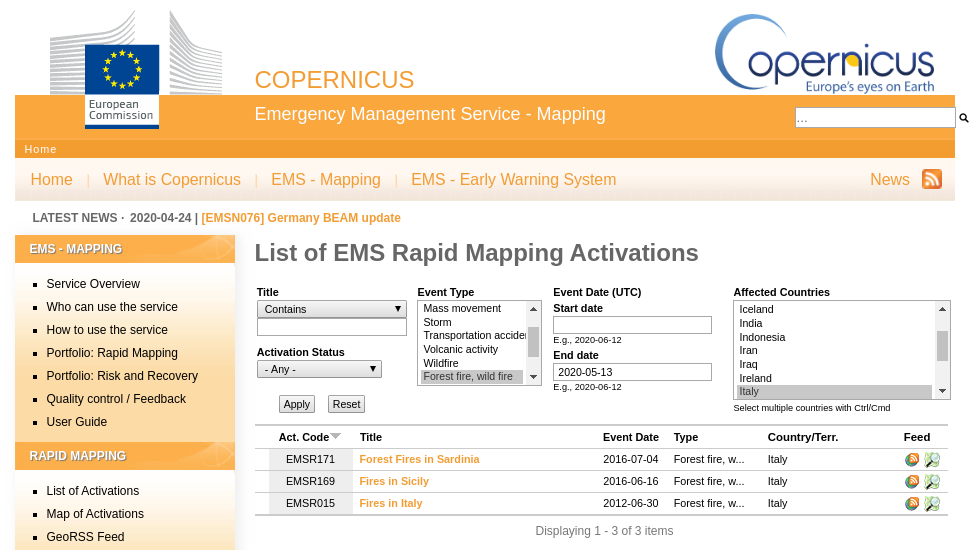 COPERNICUS
opernicus
Europe's eyes on Earth
European
Commission
Emergency Management Service - Mapping
...
Home
Home | What is Copernicus | EMS - Mapping | EMS - Early Warning System
News
LATEST NEWS · 2020-04-24 | [EMSN076] Germany BEAM update
EMS - MAPPING
Service Overview
Who can use the service
How to use the service
Portfolio: Rapid Mapping
Portfolio: Risk and Recovery
Quality control / Feedback
User Guide
RAPID MAPPING
List of Activations
Map of Activations
GeoRSS Feed
List of EMS Rapid Mapping Activations
Title
Contains
Activation Status
- Any -
Event Type
Mass movement
Storm
Transportation accider
Volcanic activity
Wildfire
Forest fire, wild fire
Event Date (UTC)
Start date
E.g., 2020-06-12
End date
2020-05-13
E.g., 2020-06-12
Affected Countries
Iceland
India
Indonesia
Iran
Iraq
Ireland
Italy
Select multiple countries with Ctrl/Cmd
Apply Reset
Act. Code Title Event Date Type Country/Terr. Feed
EMSR171 Forest Fires in Sardinia 2016-07-04 Forest fire, w... Italy
EMSR169 Fires in Sicily 2016-06-16 Forest fire, w... Italy
EMSR015 Fires in Italy 2012-06-30 Forest fire, w... Italy
Displaying 1 - 3 of 3 items